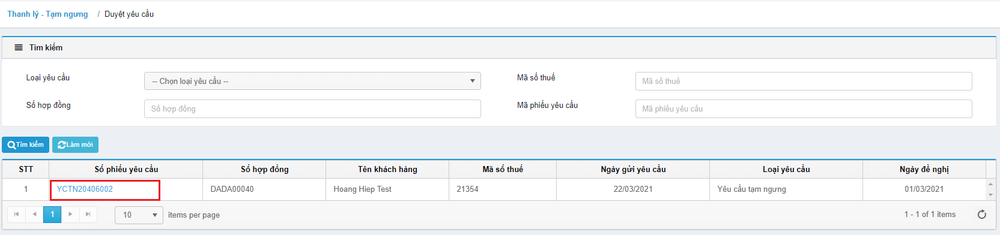 Thanh lý - Tạm ngưng / Duyệt yêu cầu
Tìm kiếm
Loại yêu cầu -- Chọn loại yêu cầu -- Mã số thuế Mã số thuế
Số hợp đồng Số hợp đồng Mã phiếu yêu cầu Mã phiếu yêu cầu
Tìm kiếm Làm mới
STT Số phiếu yêu cầu Số hợp đồng Tên khách hàng Mã số thuế Ngày gửi yêu cầu Loại yêu cầu Ngày đề nghị
1 YCTN20406002 DADA00040 Hoang Hiep Test 21354 22/03/2021 Yêu cầu tạm ngưng 01/03/2021
1 10 items per page 1 - 1 of 1 items